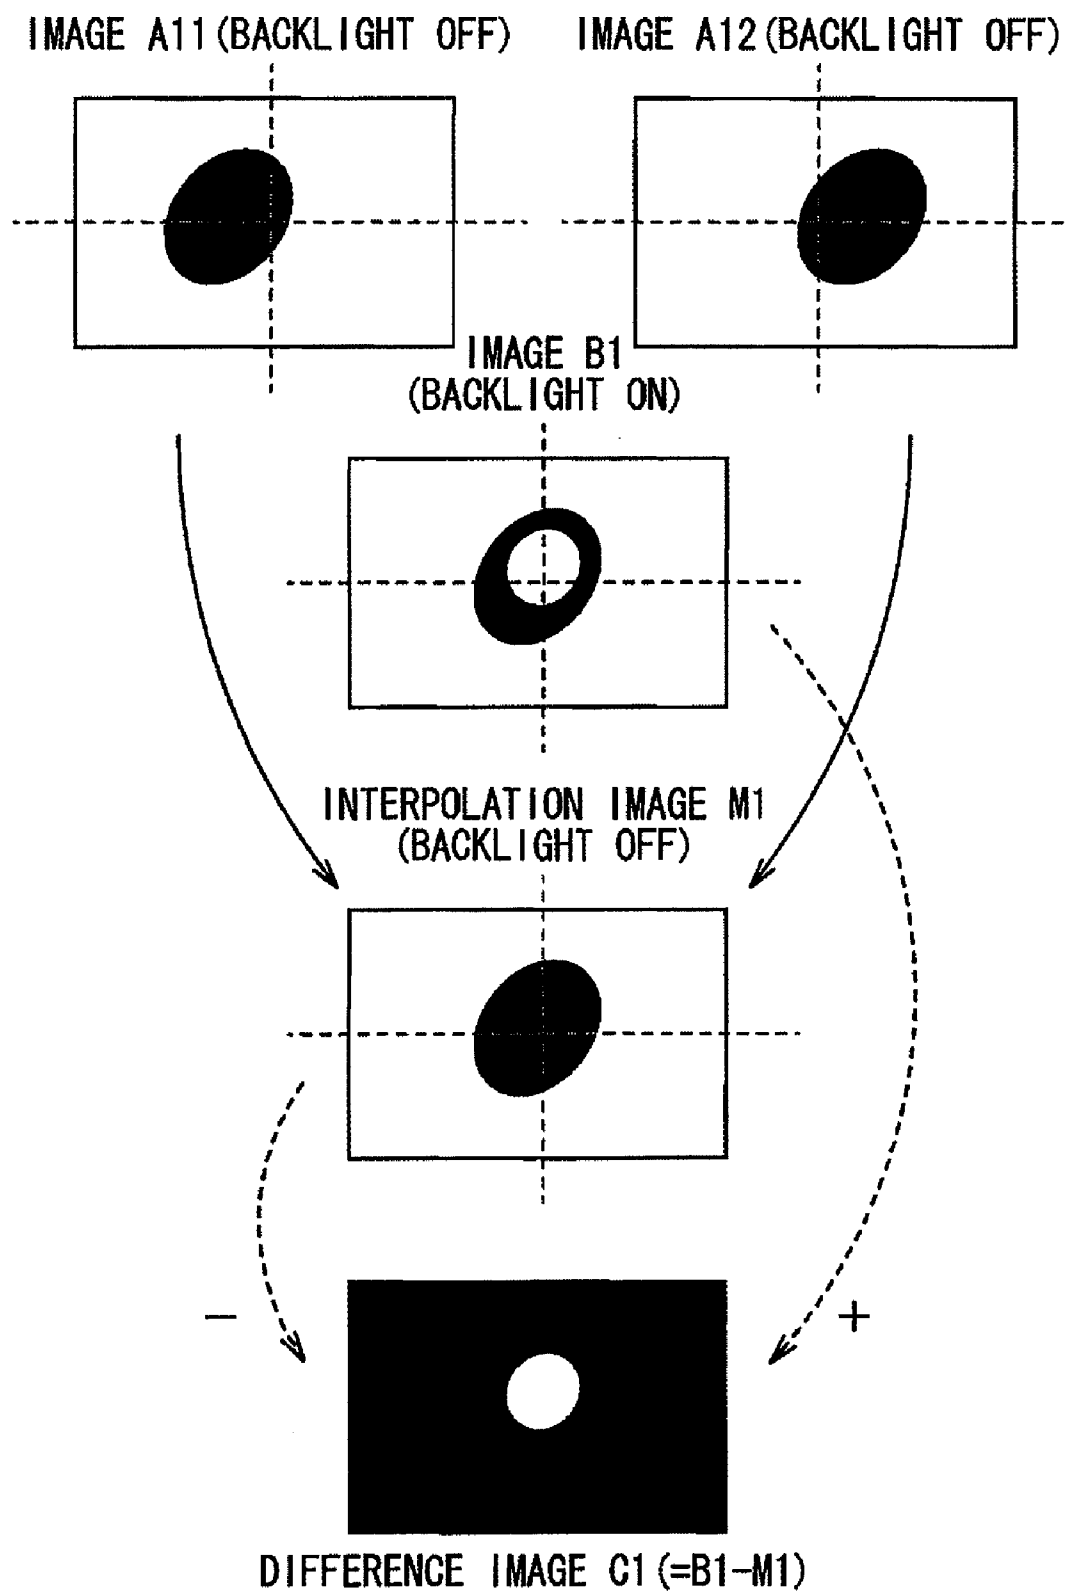 IMAGE A11(BACKLIGHT OFF)
IMAGE A12(BACKLIGHT OFF)
IMAGE B1
(BACKLIGHT ON)
INTERPOLATION IMAGE M1
(BACKLIGHT OFF)
−
+
DIFFERENCE IMAGE C1(=B1-M1)